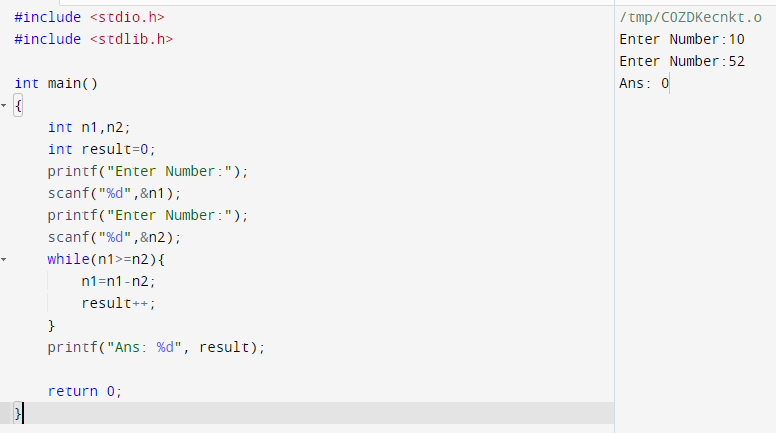 #include <stdio.h>
#include <stdlib.h>

int main()
{
    int n1,n2;
    int result=0;
    printf("Enter Number:");
    scanf("%d",&n1);
    printf("Enter Number:");
    scanf("%d",&n2);
    while(n1>=n2){
        n1=n1-n2;
        result++;
    }
    printf("Ans: %d", result);

    return 0;
}
/tmp/COZDKecnkt.o
Enter Number:10
Enter Number:52
Ans: 0